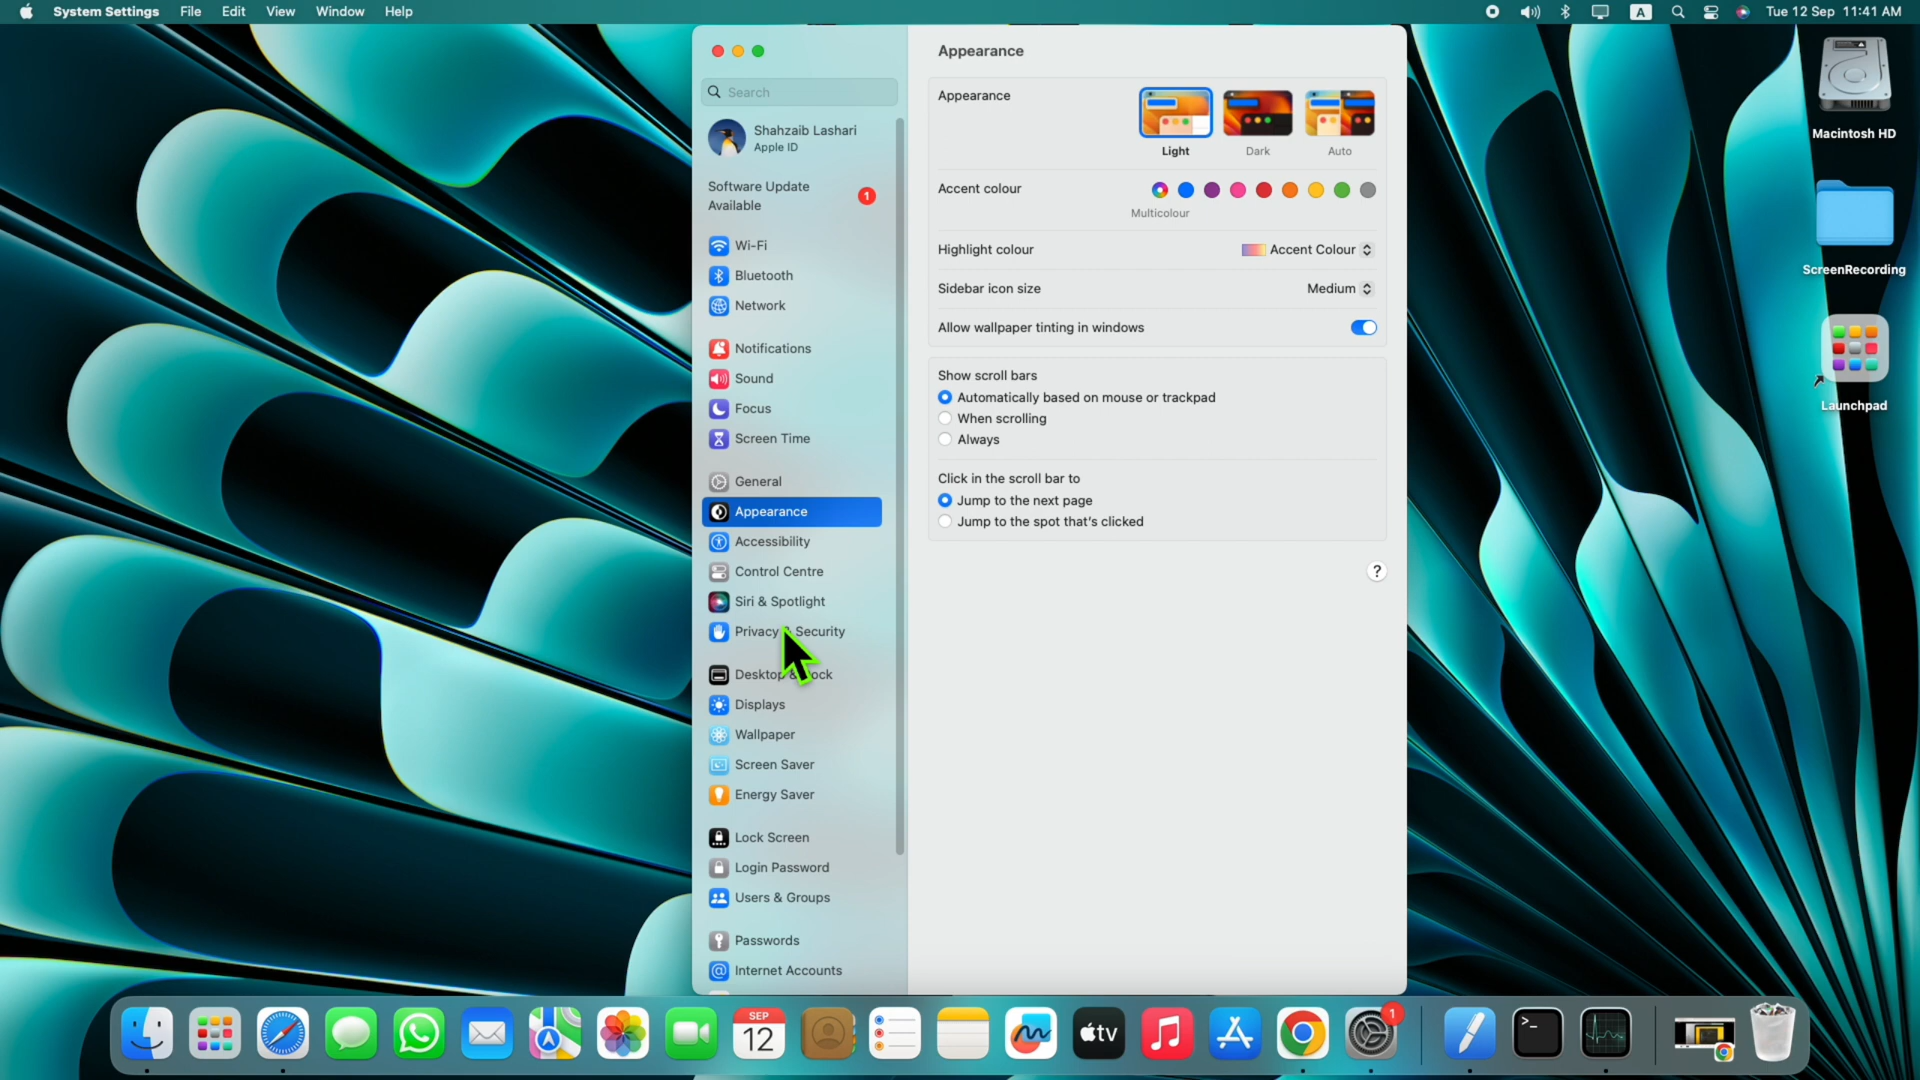 System Settings File Edit View Window Help
A
Tue 12 Sep 11:41 AM
Search
Shahzaib Lashari
Apple ID
Software Update
Available
1
Wi-Fi
Bluetooth
Network
Notifications
Sound
Focus
Screen Time
General
Appearance
Accessibility
Control Centre
Siri & Spotlight
Privacy & Security
Desktop & Dock
Displays
Wallpaper
Screen Saver
Energy Saver
Lock Screen
Login Password
Users & Groups
Passwords
Internet Accounts
Appearance
Appearance
Light
Dark
Auto
Accent colour
Multicolour
Highlight colour
Accent Colour
Sidebar icon size
Medium
Allow wallpaper tinting in windows
Show scroll bars
Automatically based on mouse or trackpad
When scrolling
Always
Click in the scroll bar to
Jump to the next page
Jump to the spot that's clicked
?
Macintosh HD
ScreenRecording
Launchpad
SEP
12
tv
1
>_